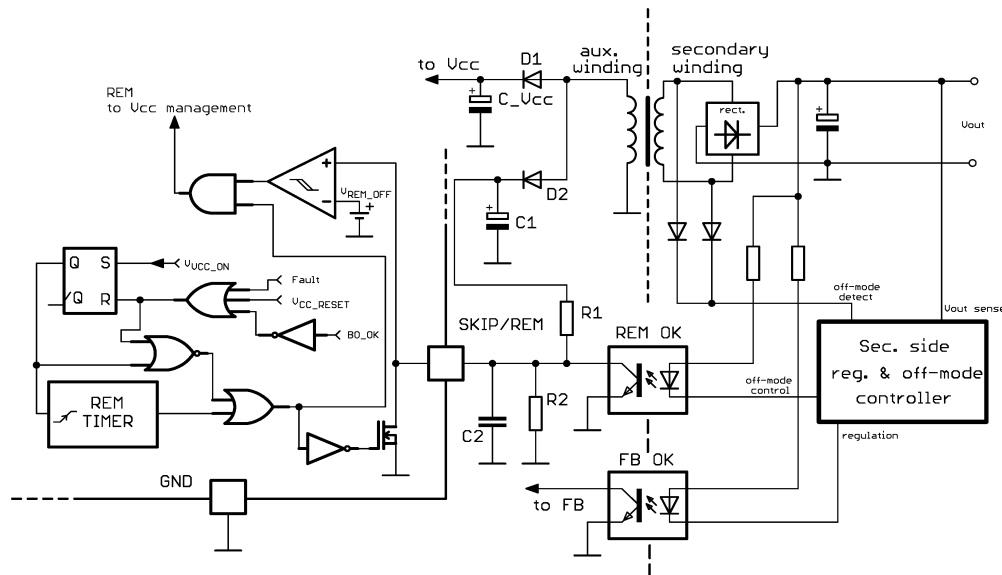 aux.
winding
secondary
winding
to Vcc
D1
C_Vcc
+
rect.
+
Vout
REM
to Vcc management
+
-
V_REM_OFF
+
D2
+
C1
Q
S
V_UCC_ON
Q
R
Fault
V_CC_RESET
BO_OK
off-mode
detect
Vout sense
SKIP/REM
R1
REM OK
Sec. side
reg. & off-mode
controller
REM
TIMER
C2
R2
off-mode
control
regulation
GND
FB OK
to FB